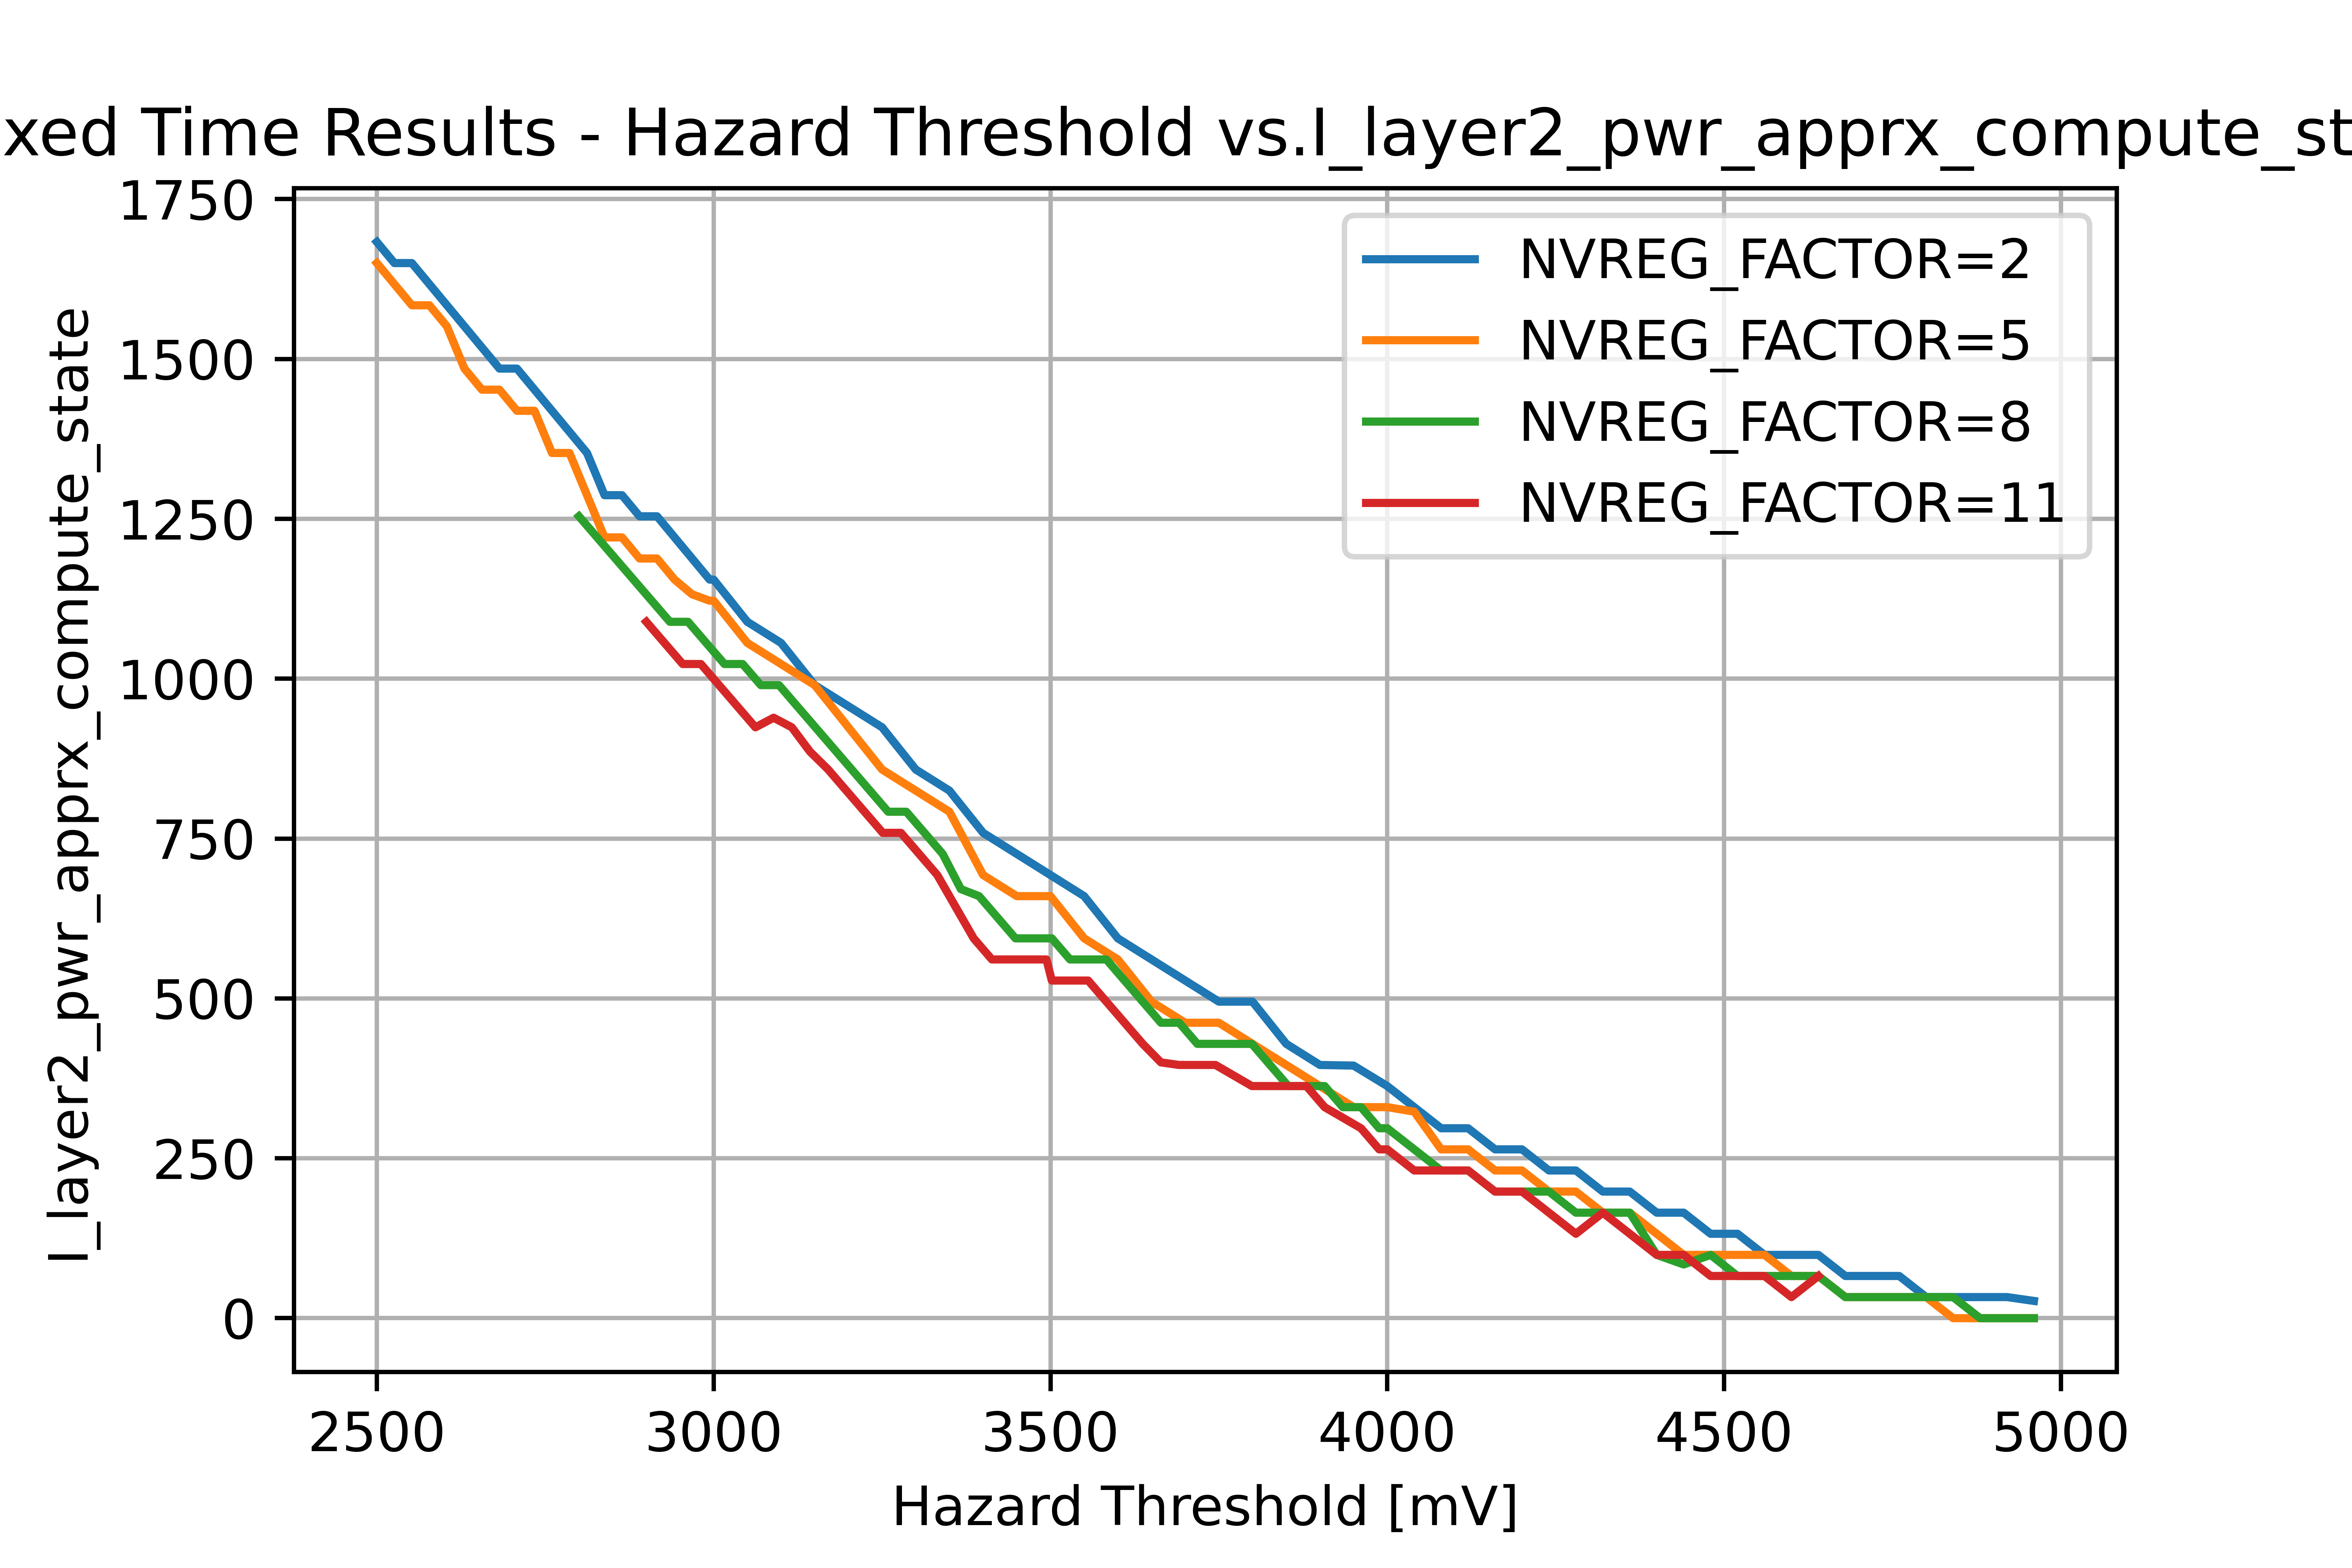 xed Time Results - Hazard Threshold vs.I_layer2_pwr_apprx_compute_st
1750
1500
1250
1000
750
500
250
0
I_layer2_pwr_apprx_compute_state
NVREG_FACTOR=2
NVREG_FACTOR=5
NVREG_FACTOR=8
NVREG_FACTOR=11
2500 3000 3500 4000 4500 5000
Hazard Threshold [mV]